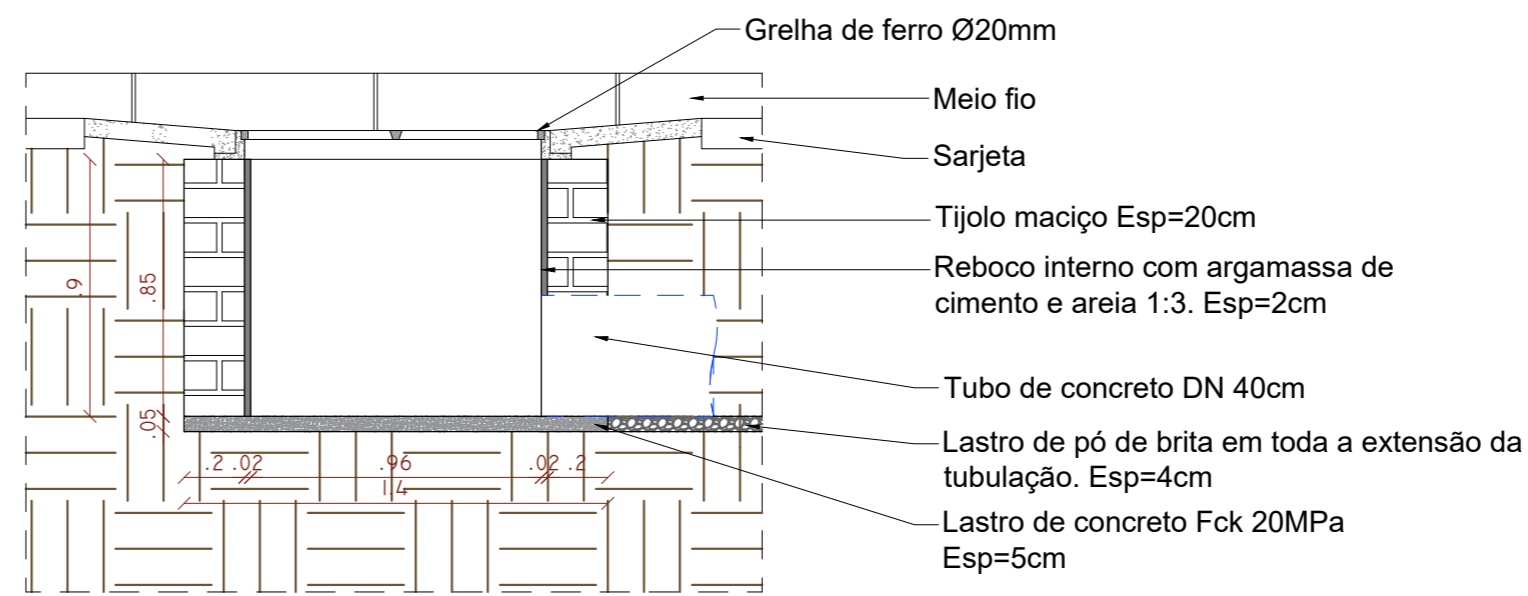 Grelha de ferro Ø20mm
Meio fio
Sarjeta
Tijolo maciço Esp=20cm
Reboco interno com argamassa de
cimento e areia 1:3. Esp=2cm
Tubo de concreto DN 40cm
Lastro de pó de brita em toda a extensão da
tubulação. Esp=4cm
Lastro de concreto Fck 20MPa
Esp=5cm
.9
.85
.05
.2 .02 .96 .02 .2
1.4